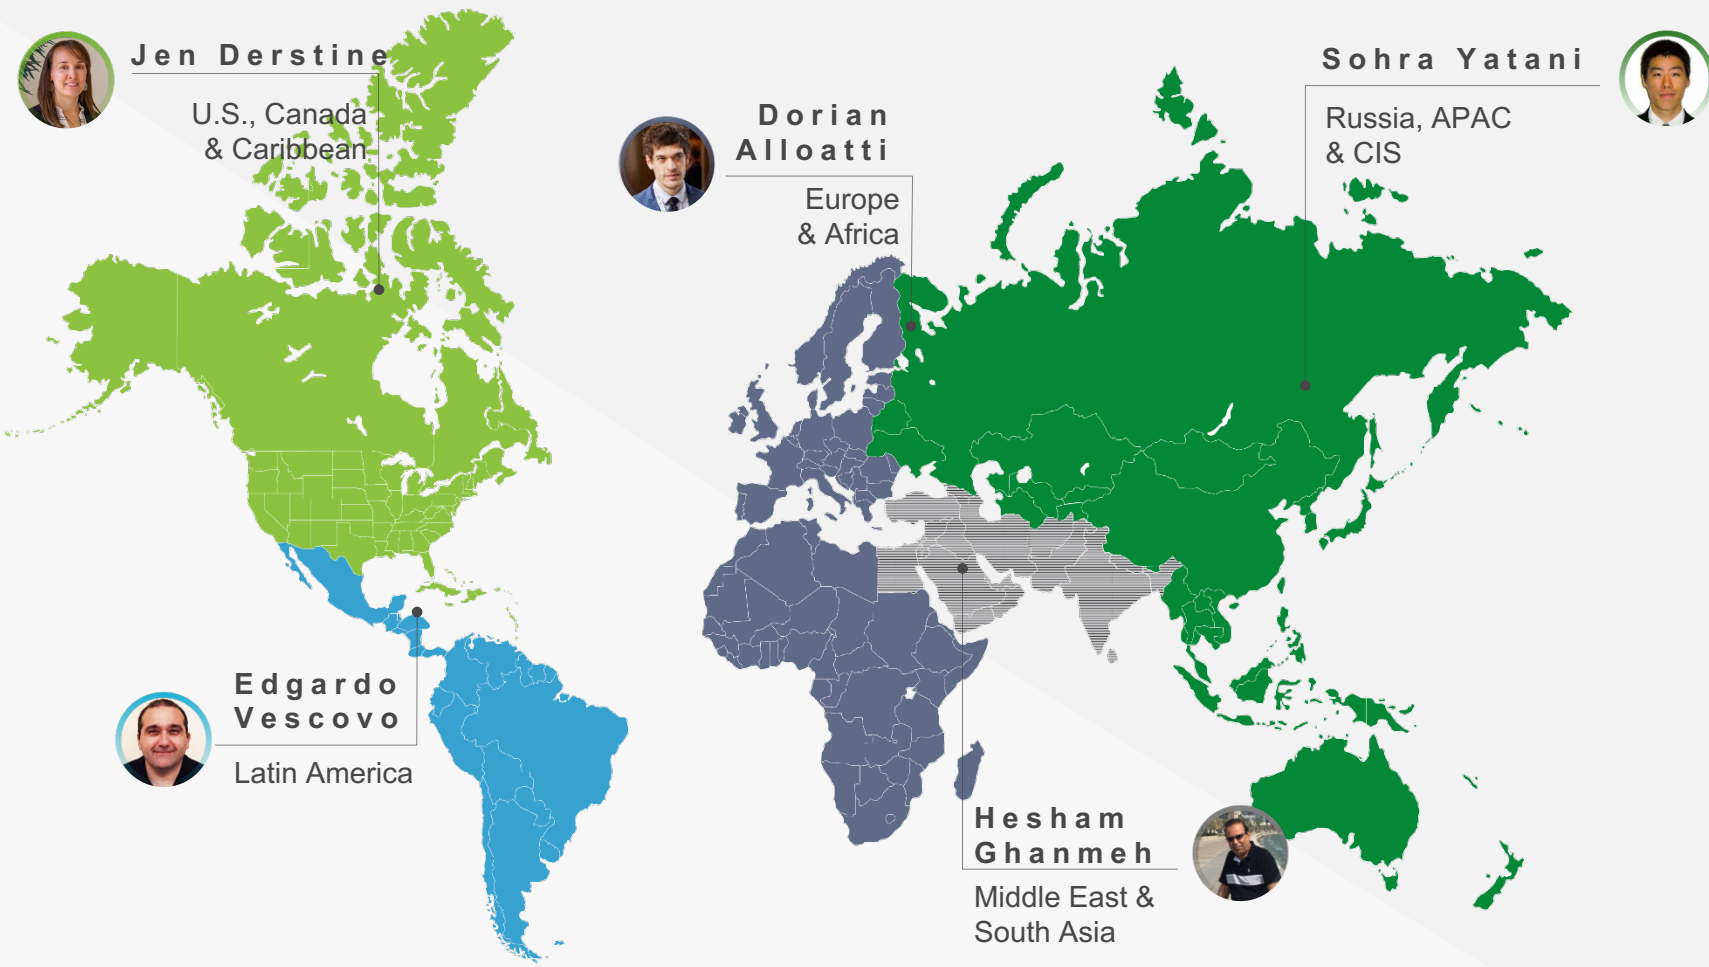 Jen Derstine
U.S., Canada
& Caribbean
Dorian
Alloatti
Europe
& Africa
Sohra Yatani
Russia, APAC
& CIS
Edgardo
Vescovo
Latin America
Hesham
Ghanmeh
Middle East &
South Asia